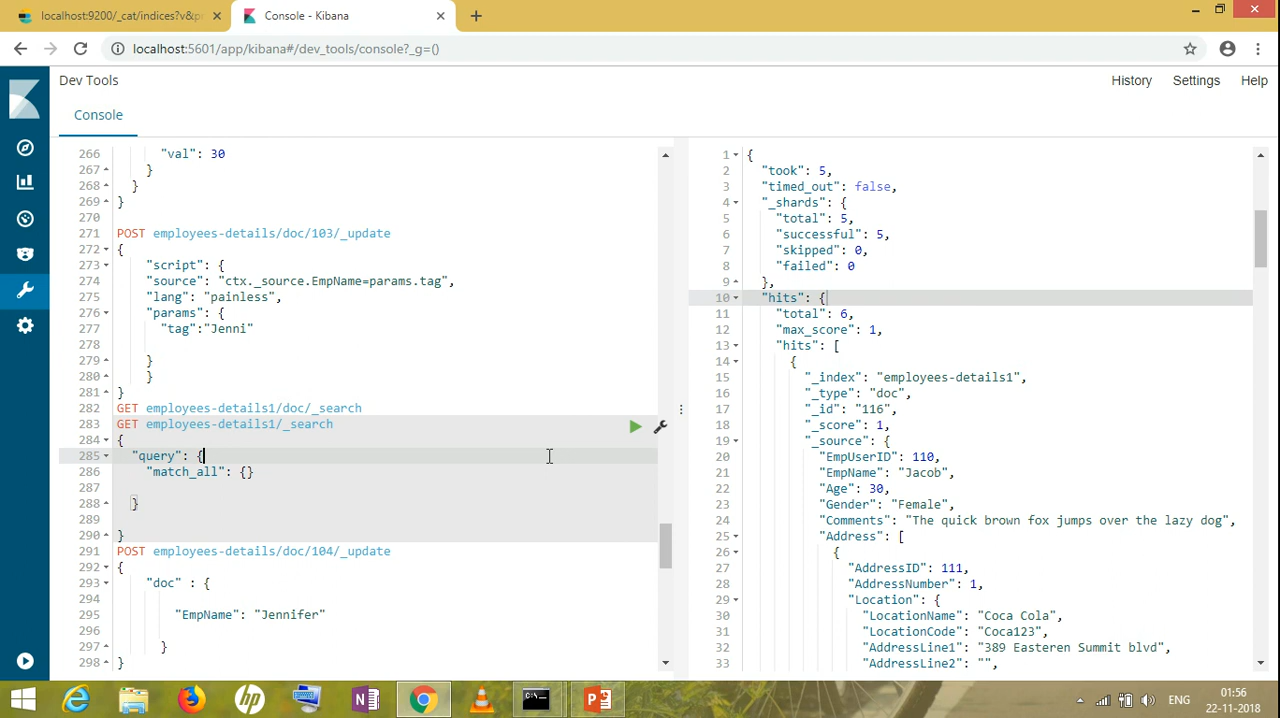 localhost:9200/_cat/indices?v&pr
Console - Kibana
localhost:5601/app/kibana#/dev_tools/console?_g=()
Dev Tools
History
Settings
Help
Console
266 "val": 30
267 }
268 }
269 }
270
271 POST employees-details/doc/103/_update
272 {
273 "script": {
274 "source": "ctx._source.EmpName=params.tag",
275 "lang": "painless",
276 "params": {
277 "tag":"Jenni"
278
279 }
280 }
281 }
282 GET employees-details1/doc/_search
283 GET employees-details1/_search
284 {
285 "query": {
286 "match_all": {}
287
288 }
289
290 }
291 POST employees-details/doc/104/_update
292 {
293 "doc" : {
294
295 "EmpName": "Jennifer"
296
297 }
298 }
1 {
2 "took": 5,
3 "timed_out": false,
4 "_shards": {
5 "total": 5,
6 "successful": 5,
7 "skipped": 0,
8 "failed": 0
9 },
10 "hits": {
11 "total": 6,
12 "max_score": 1,
13 "hits": [
14 {
15 "_index": "employees-details1",
16 "_type": "doc",
17 "_id": "116",
18 "_score": 1,
19 "_source": {
20 "EmpUserID": 110,
21 "EmpName": "Jacob",
22 "Age": 30,
23 "Gender": "Female",
24 "Comments": "The quick brown fox jumps over the lazy dog",
25 "Address": [
26 {
27 "AddressID": 111,
28 "AddressNumber": 1,
29 "Location": {
30 "LocationName": "Coca Cola",
31 "LocationCode": "Coca123",
32 "AddressLine1": "389 Easteren Summit blvd",
33 "AddressLine2": "",
ENG
01:56
22-11-2018